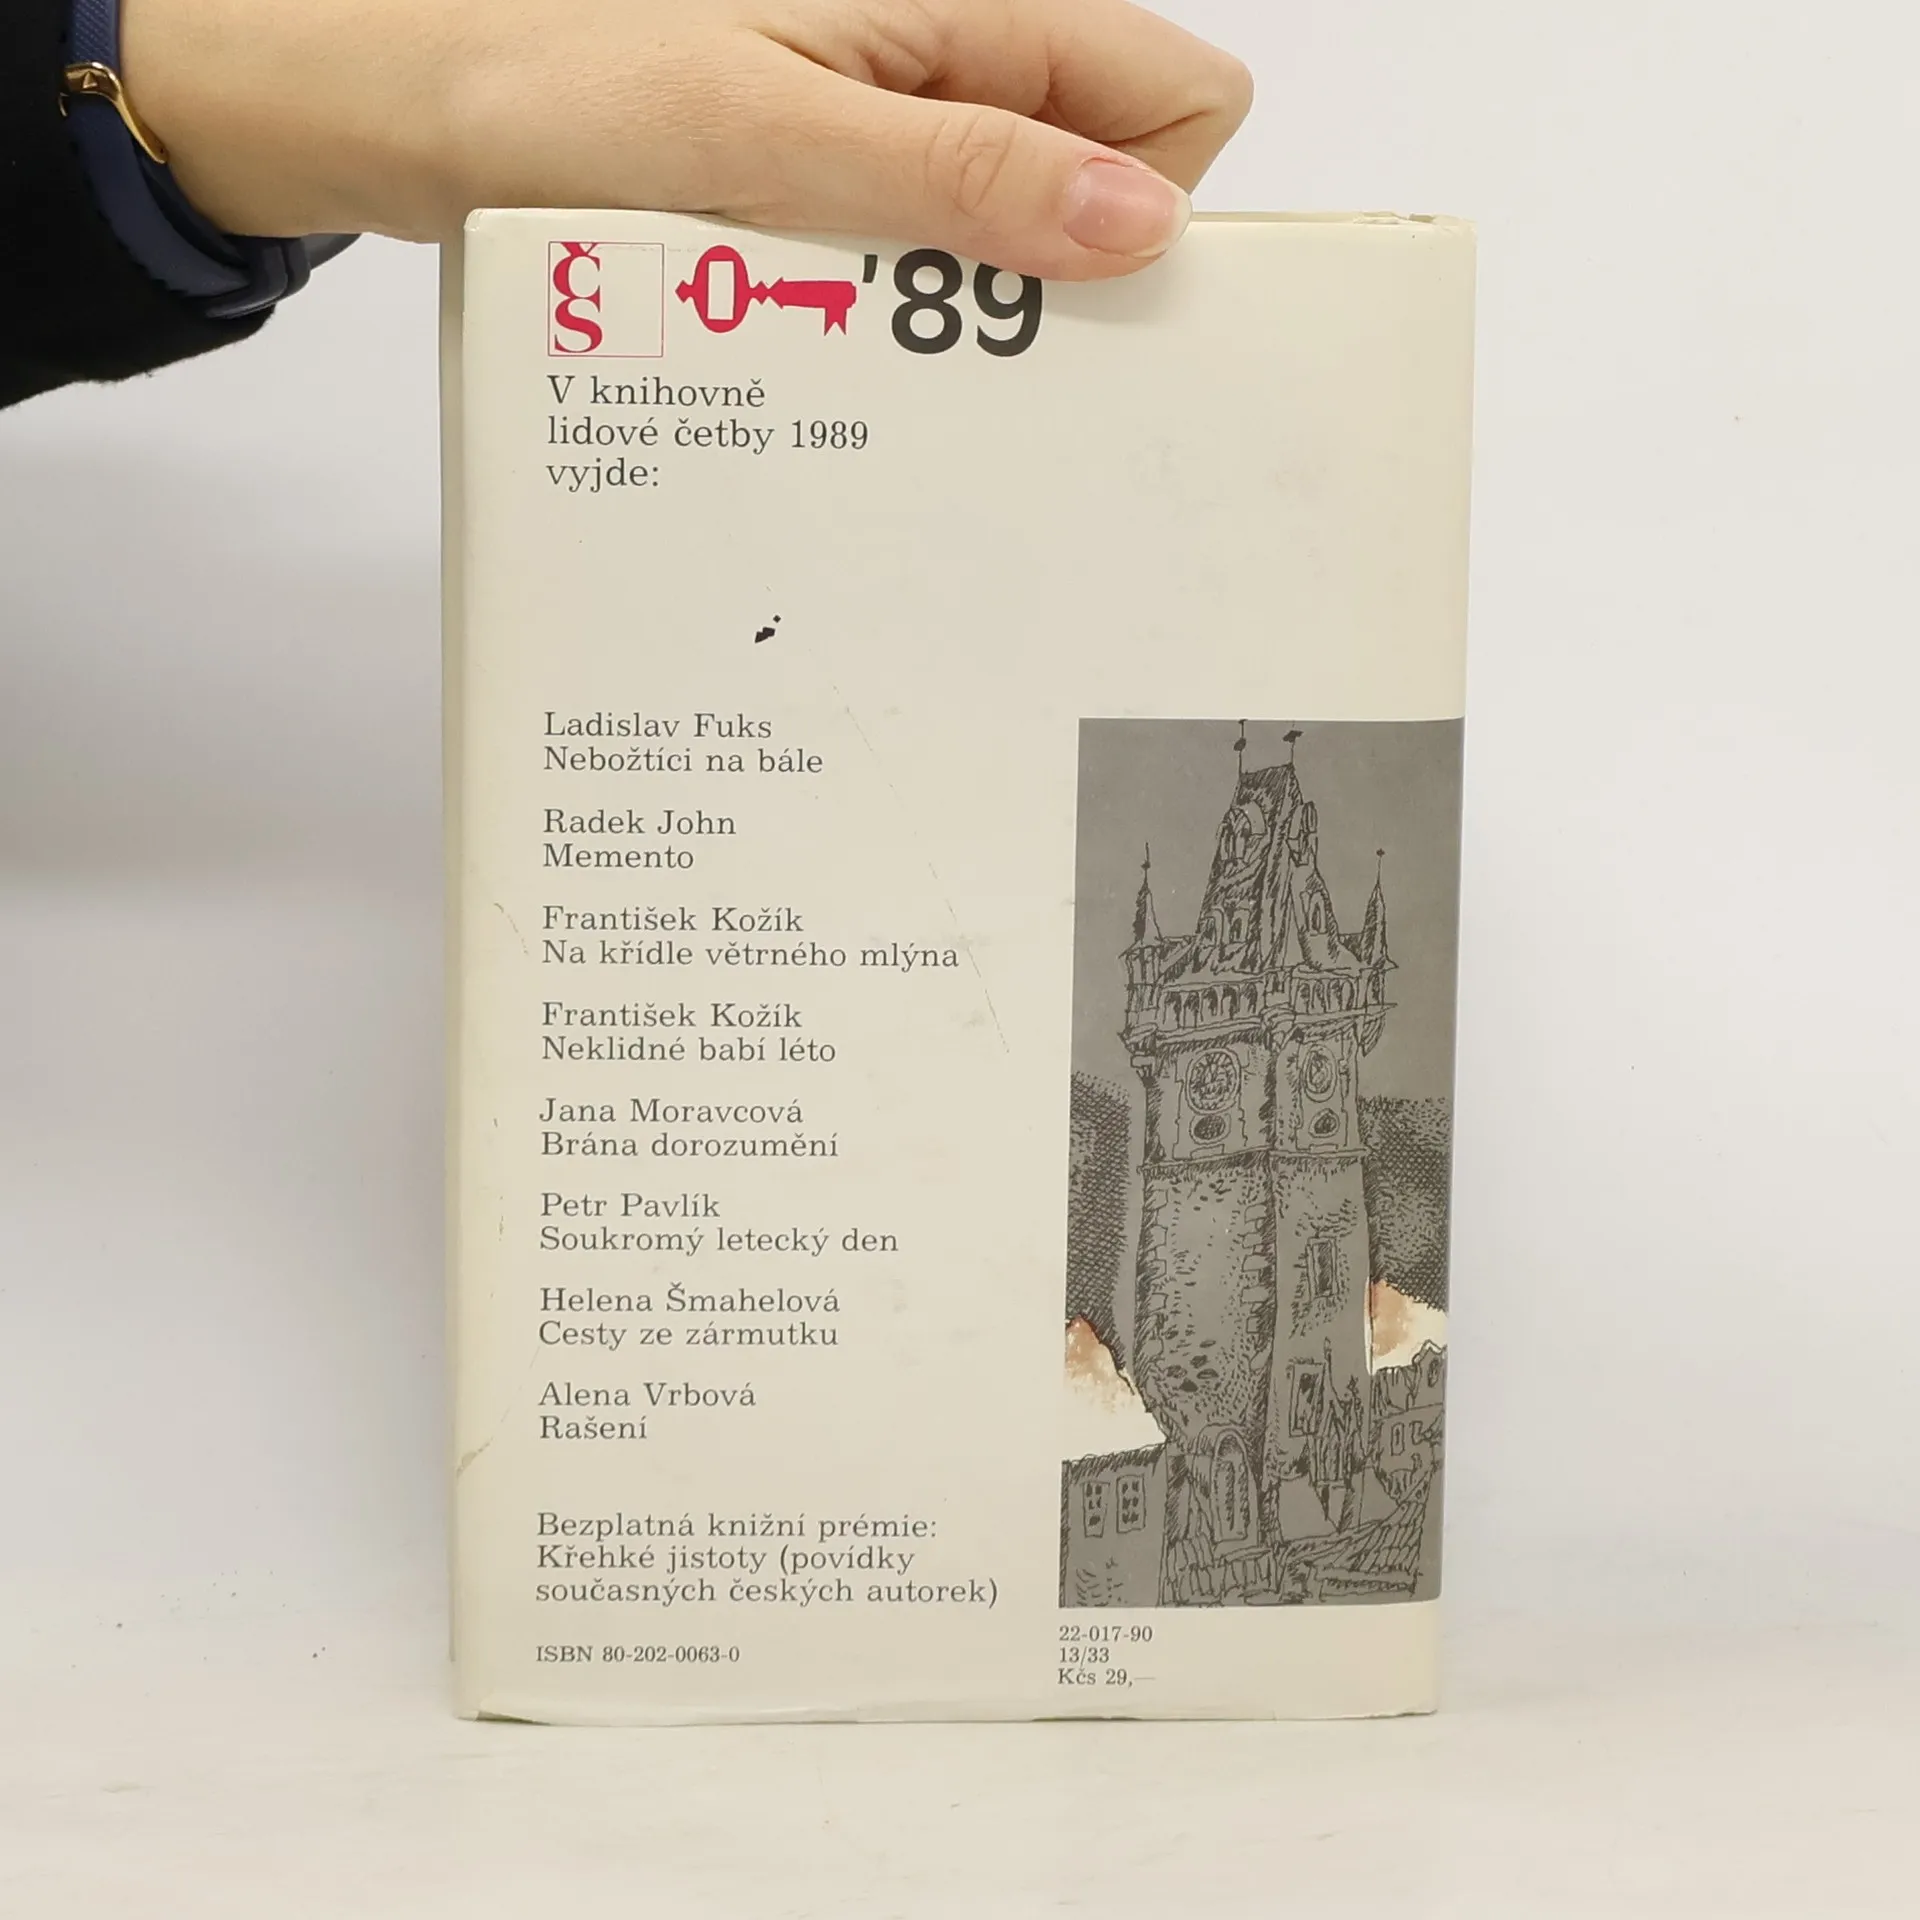 ČS '89
V knihovně
lidové četby 1989
vyjde:
Ladislav Fuks
Nebožtíci na bále
Radek John
Memento
František Kožík
Na křídle větrného mlýna
František Kožík
Neklidné babí léto
Jana Moravcová
Brána dorozumění
Petr Pavlík
Soukromý letecký den
Helena Šmahelová
Cesty ze zármutku
Alena Vrbová
Rašení
Bezplatná knižní prémie:
Křehké jistoty (povídky
současných českých autorek)
ISBN 80-202-0063-0
22-017-90
13/33
Kčs 29,—